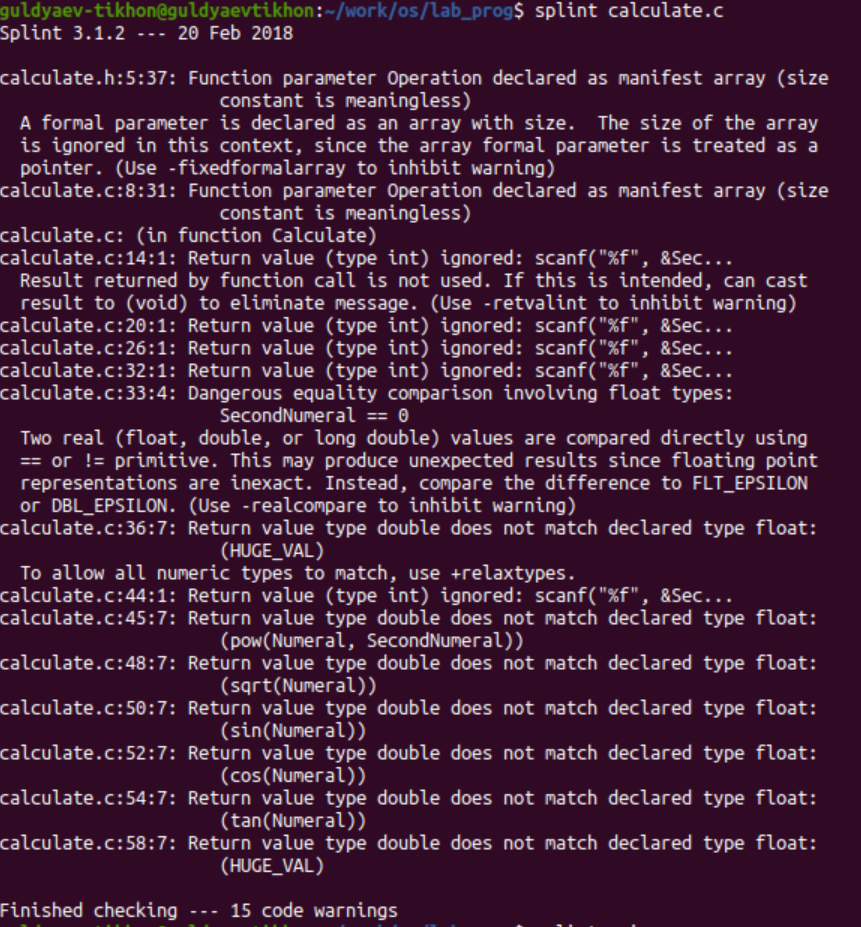 guldyaev-tikhon@guldyaevtikhon:~/work/os/lab_prog$ splint calculate.c
Splint 3.1.2 --- 20 Feb 2018
calculate.h:5:37: Function parameter Operation declared as manifest array (size
constant is meaningless)
A formal parameter is declared as an array with size.  The size of the array
is ignored in this context, since the array formal parameter is treated as a
pointer. (Use -fixedformalarray to inhibit warning)
calculate.c:8:31: Function parameter Operation declared as manifest array (size
constant is meaningless)
calculate.c: (in function Calculate)
calculate.c:14:1: Return value (type int) ignored: scanf("%f", &Sec...
Result returned by function call is not used. If this is intended, can cast
result to (void) to eliminate message. (Use -retvalint to inhibit warning)
calculate.c:20:1: Return value (type int) ignored: scanf("%f", &Sec...
calculate.c:26:1: Return value (type int) ignored: scanf("%f", &Sec...
calculate.c:32:1: Return value (type int) ignored: scanf("%f", &Sec...
calculate.c:33:4: Dangerous equality comparison involving float types:
SecondNumeral == 0
Two real (float, double, or long double) values are compared directly using
== or != primitive. This may produce unexpected results since floating point
representations are inexact. Instead, compare the difference to FLT_EPSILON
or DBL_EPSILON. (Use -realcompare to inhibit warning)
calculate.c:36:7: Return value type double does not match declared type float:
(HUGE_VAL)
To allow all numeric types to match, use +relaxtypes.
calculate.c:44:1: Return value (type int) ignored: scanf("%f", &Sec...
calculate.c:45:7: Return value type double does not match declared type float:
(pow(Numeral, SecondNumeral))
calculate.c:48:7: Return value type double does not match declared type float:
(sqrt(Numeral))
calculate.c:50:7: Return value type double does not match declared type float:
(sin(Numeral))
calculate.c:52:7: Return value type double does not match declared type float:
(cos(Numeral))
calculate.c:54:7: Return value type double does not match declared type float:
(tan(Numeral))
calculate.c:58:7: Return value type double does not match declared type float:
(HUGE_VAL)
Finished checking --- 15 code warnings